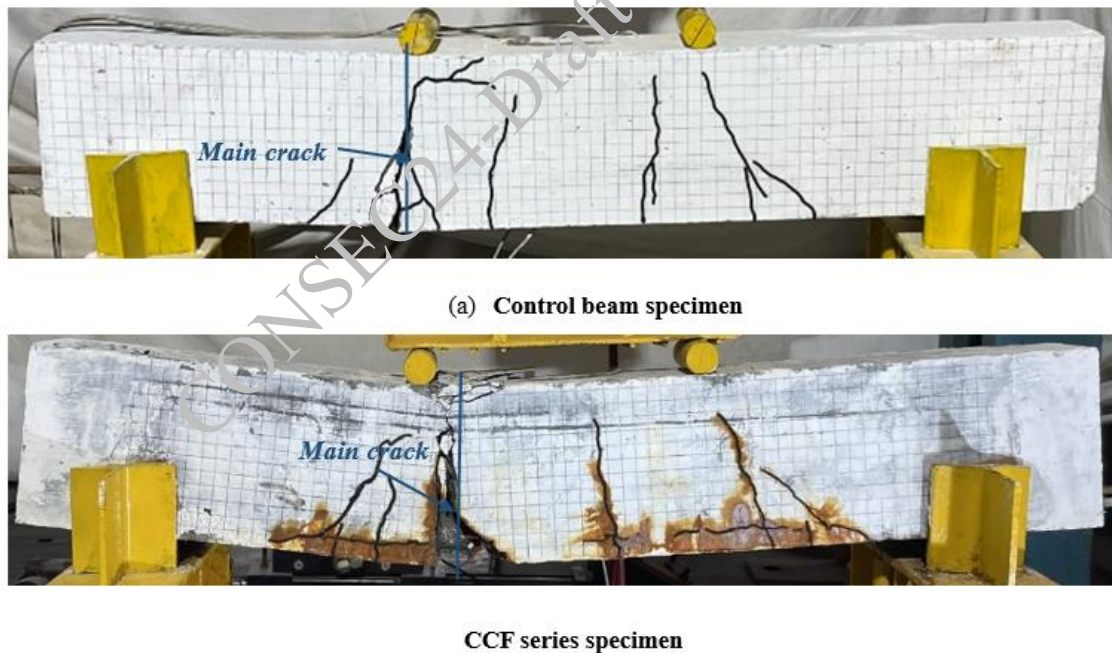 CONSEC24-Draft
Main crack
(a) Control beam specimen
Main crack
CCF series specimen